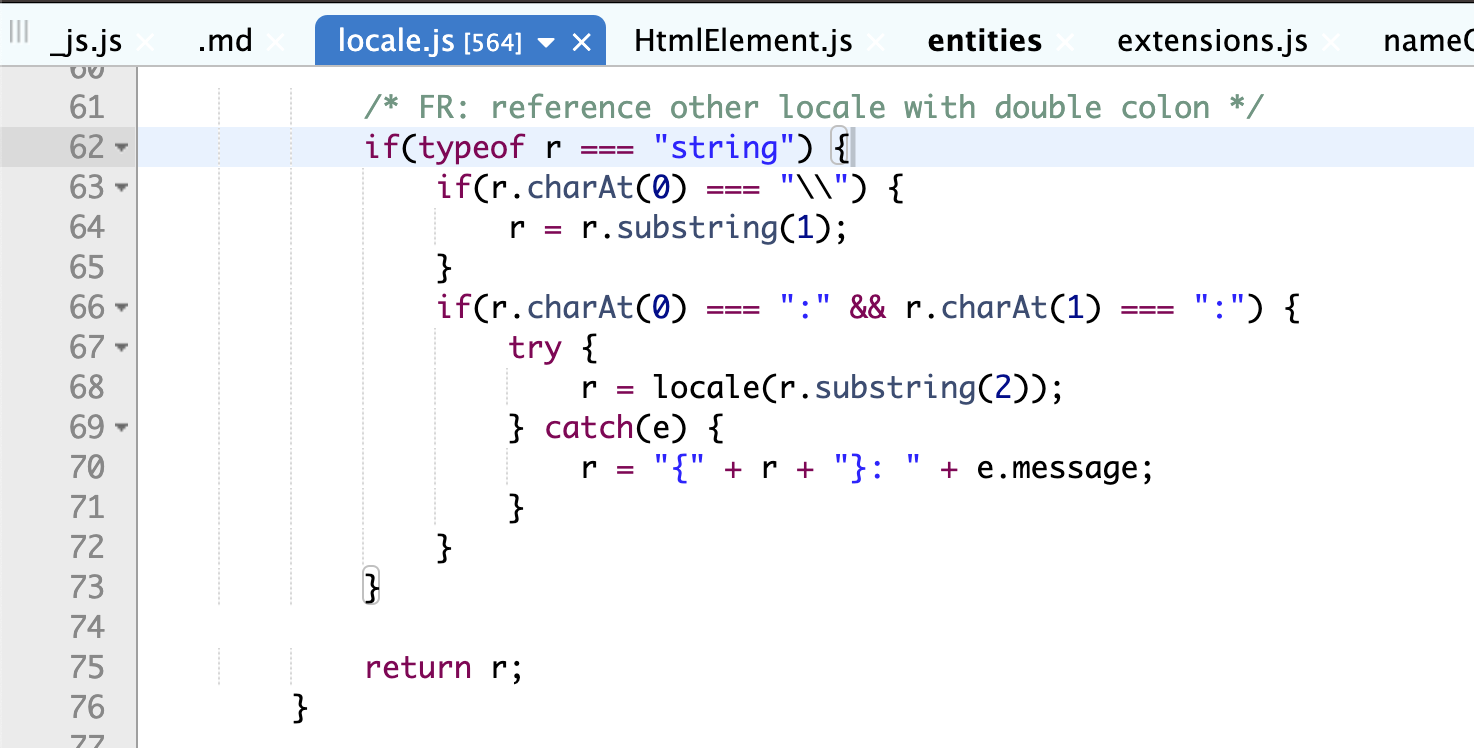 _js.js .md locale.js [564] HtmlElement.js entities extensions.js
60
61 /* FR: reference other locale with double colon */
62 if(typeof r === "string") {
63 if(r.charAt(0) === "\\") {
64 r = r.substring(1);
65 }
66 if(r.charAt(0) === ":" && r.charAt(1) === ":") {
67 try {
68 r = locale(r.substring(2));
69 } catch(e) {
70 r = "{" + r + "}: " + e.message;
71 }
72 }
73 }
74
75 return r;
76 }
77